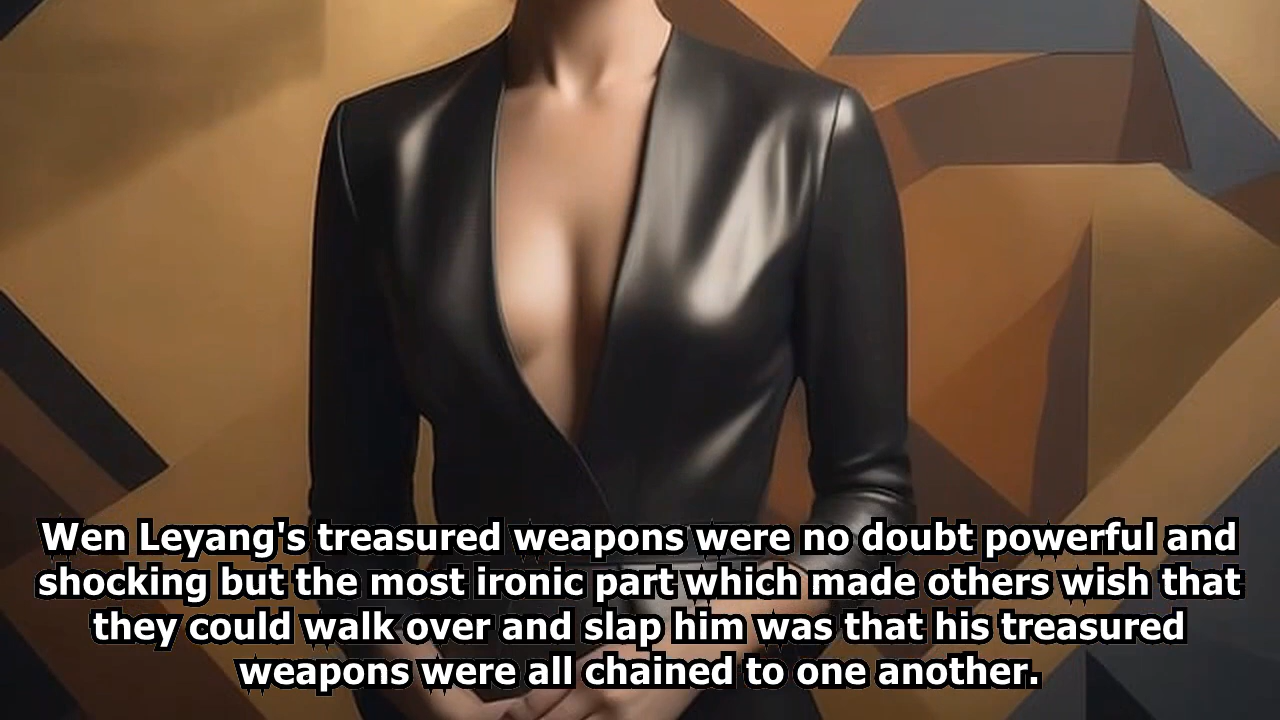 Wen Leyang's treasured weapons were no doubt powerful and
shocking but the most ironic part which made others wish that
they could walk over and slap him was that his treasured
weapons were all chained to one another.